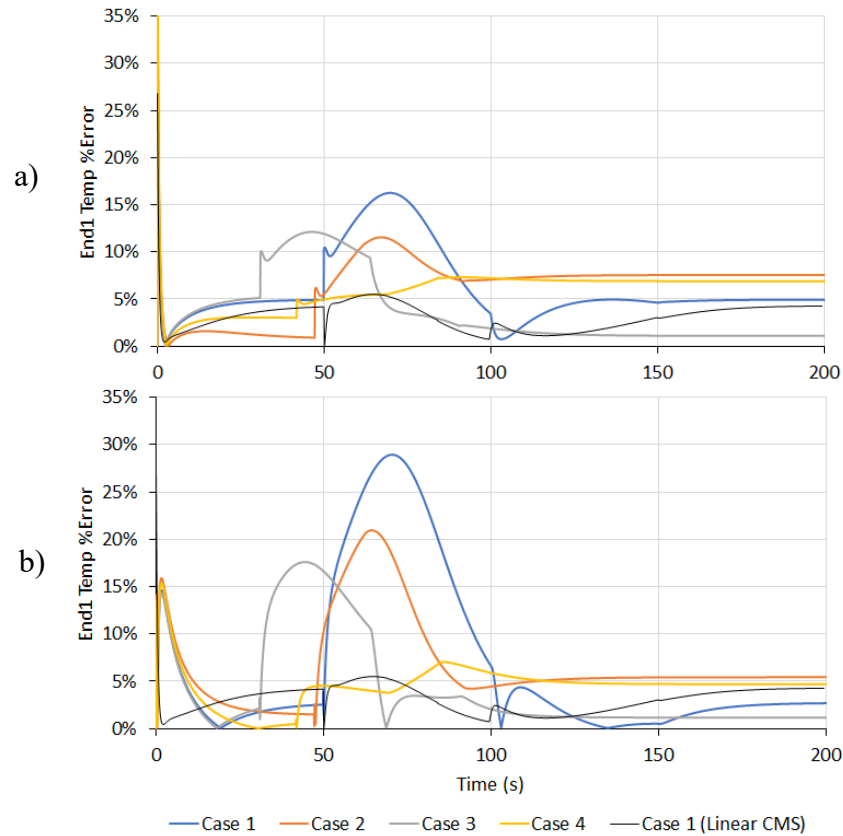 a)
End1 Temp %Error
35%
30%
25%
20%
15%
10%
5%
0%
0 50 100 150 200
b)
End1 Temp %Error
35%
30%
25%
20%
15%
10%
5%
0%
0 50 100 150 200
Time (s)
Case 1 Case 2 Case 3 Case 4 Case 1 (Linear CMS)